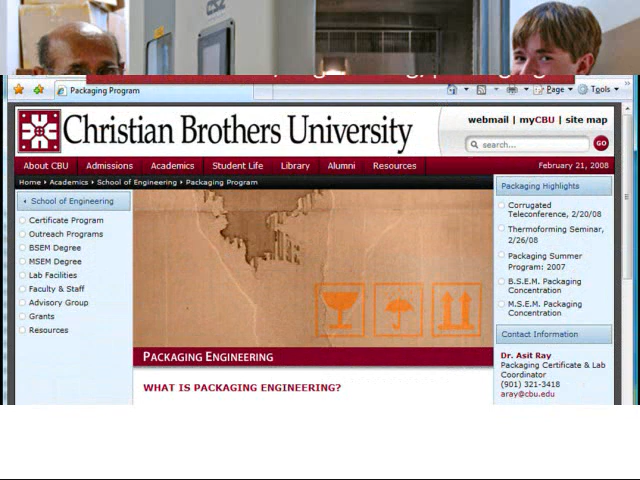 CSZ
Packaging Program
Page
Tools
Christian Brothers University
webmail | myCBU | site map
search...
GO
About CBU Admissions Academics Student Life Library Alumni Resources February 21, 2008
Home Academics School of Engineering Packaging Program
School of Engineering
Certificate Program
Outreach Programs
BSEM Degree
MSEM Degree
Lab Facilities
Faculty & Staff
Advisory Group
Grants
Resources
PACKAGING ENGINEERING
WHAT IS PACKAGING ENGINEERING?
Packaging Highlights
Corrugated
Teleconference, 2/20/08
Thermoforming Seminar,
2/26/08
Packaging Summer
Program: 2007
B.S.E.M. Packaging
Concentration
M.S.E.M. Packaging
Concentration
Contact Information
Dr. Asit Ray
Packaging Certificate & Lab
Coordinator
(901) 321-3418
aray@cbu.edu